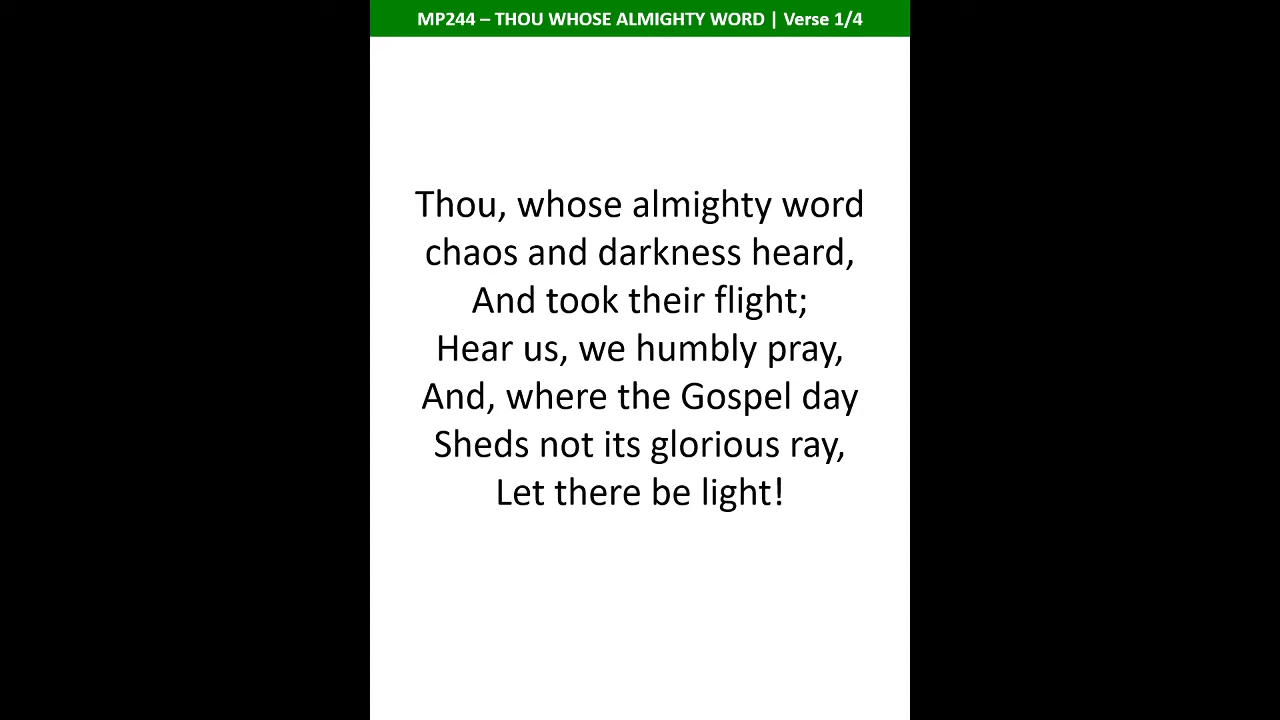 MP244 – THOU WHOSE ALMIGHTY WORD | Verse 1/4
Thou, whose almighty word
chaos and darkness heard,
And took their flight;
Hear us, we humbly pray,
And, where the Gospel day
Sheds not its glorious ray,
Let there be light!